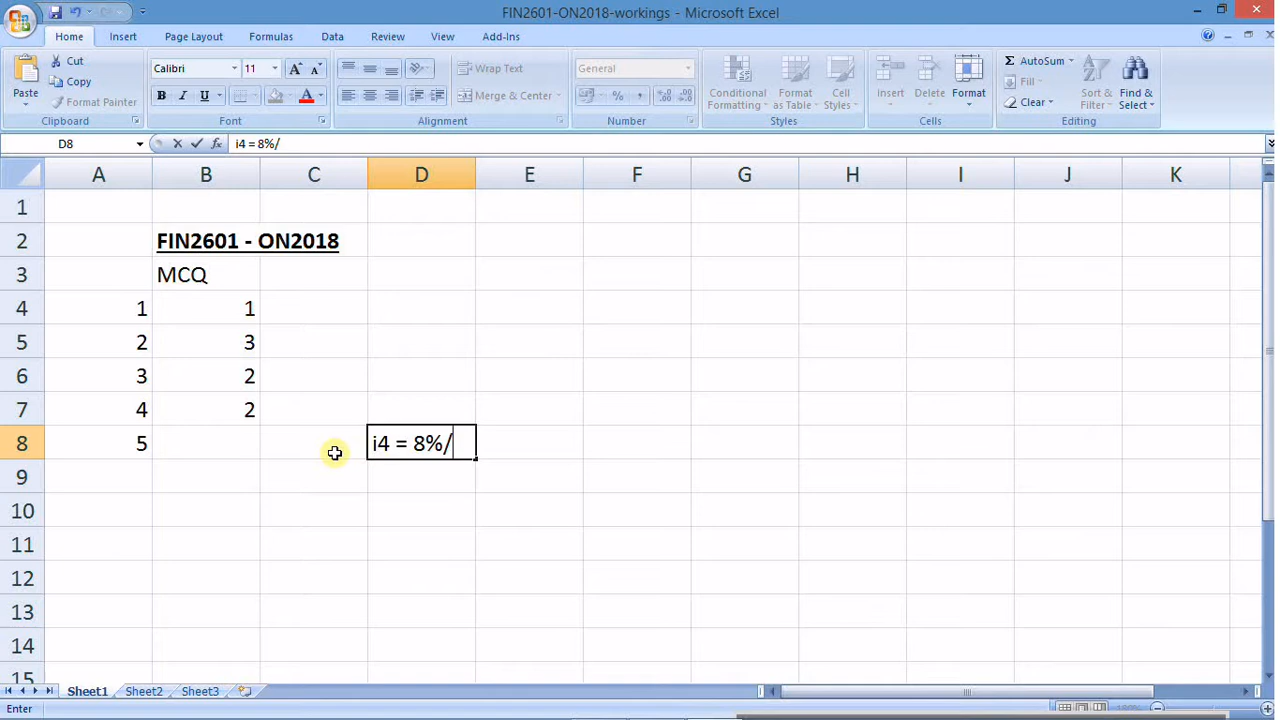 FIN2601-ON2018-workings - Microsoft Excel
Home Insert Page Layout Formulas Data Review View Add-Ins
Paste
Cut
Copy
Format Painter
Clipboard
Calibri 11
A A
B I U A
Font
Wrap Text
Merge & Center
Alignment
General
% ,
Number
Conditional Formatting
Format as Table
Cell Styles
Styles
Insert Delete Format
Cells
Σ AutoSum
Fill
Clear
Sort & Filter
Find & Select
Editing
D8 fx i4 = 8%/
A B C D E F G H I J K
1
2 FIN2601 - ON2018
3 MCQ
4 1 1
5 2 3
6 3 2
7 4 2
8 5 i4 = 8%/
9
10
11
12
13
14
15
Sheet1 Sheet2 Sheet3
Enter